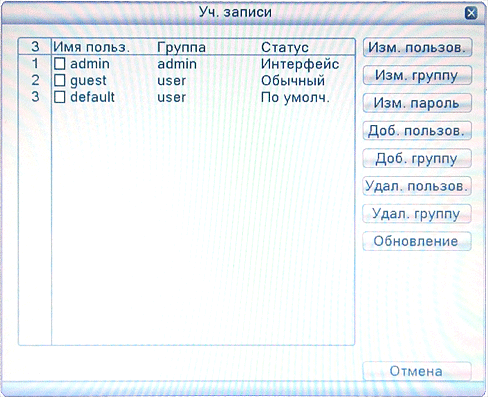 Уч. записи
3 Имя польз. Группа Статус
1 admin admin Интерфейс
2 guest user Обычный
3 default user По умолч.
Изм. пользов.
Изм. группу
Изм. пароль
Доб. пользов.
Доб. группу
Удал. пользов.
Удал. группу
Обновление
Отмена